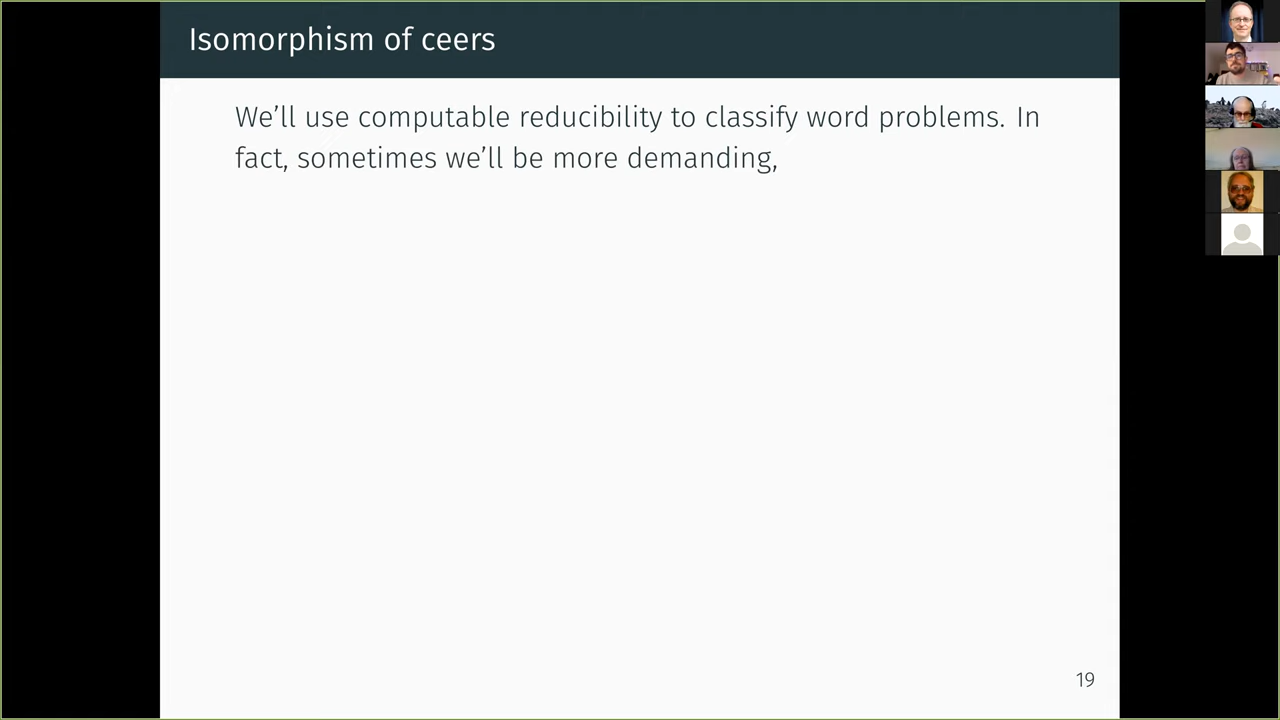 Isomorphism of ceers
We'll use computable reducibility to classify word problems. In
fact, sometimes we'll be more demanding,
19